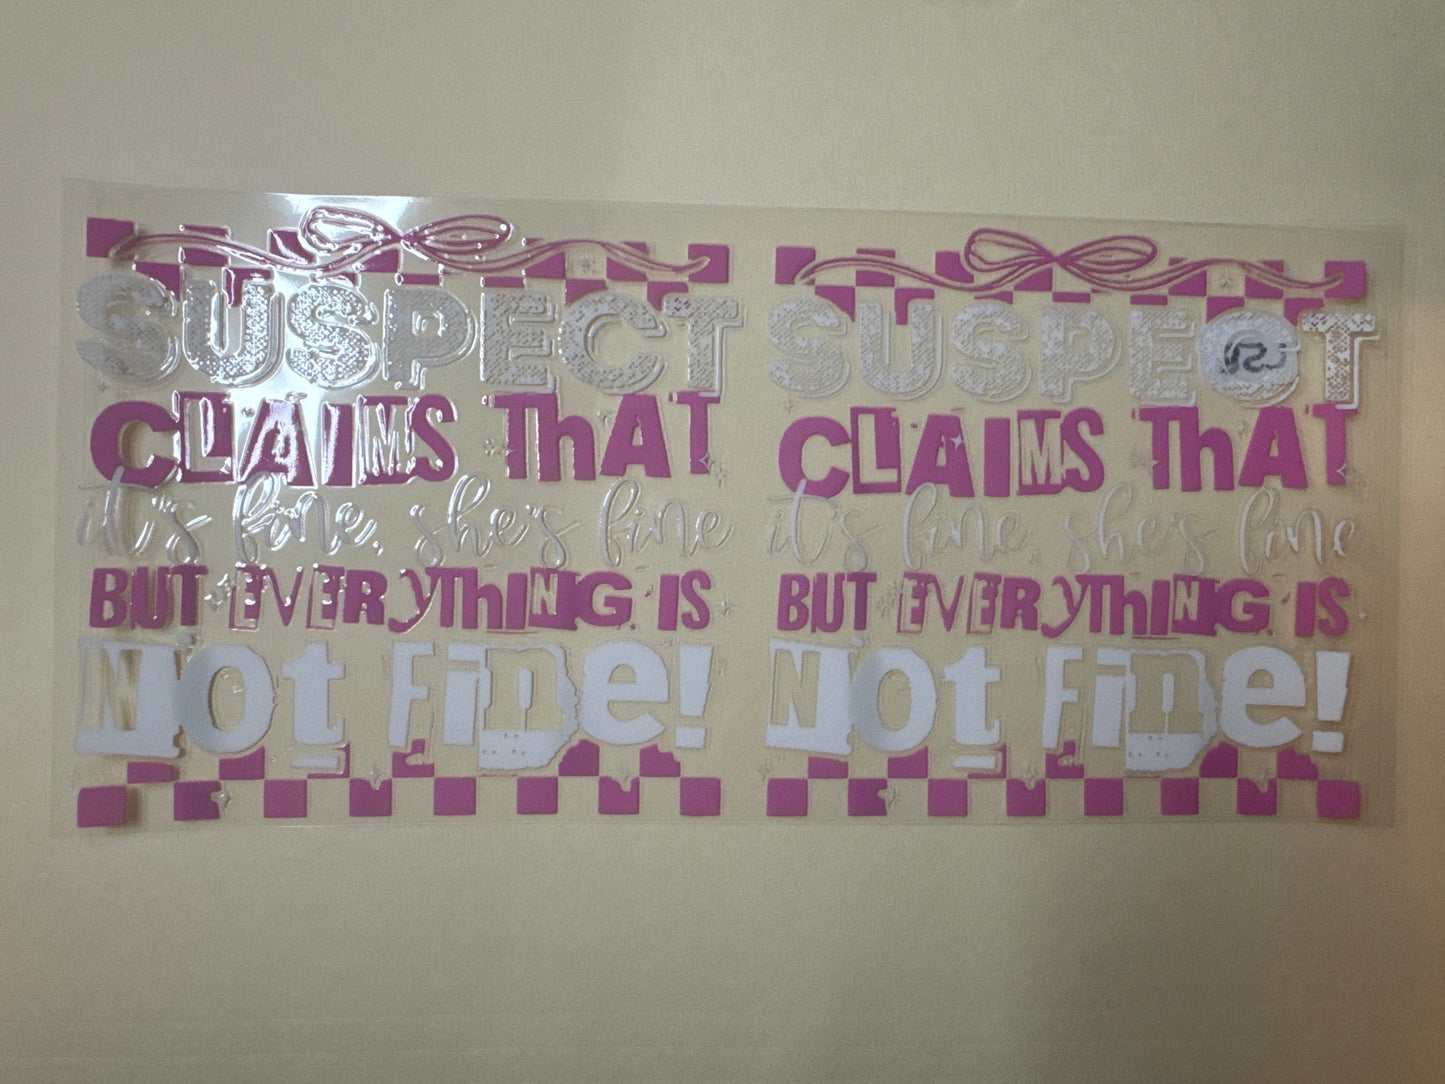 SUSPECT
CLAIMS ThAT
it's fine, she's fine
BUT EVERYThING IS
Not FiNe!
SUSPECT
CLAIMS ThAT
it's fine, she's fine
BUT EVERYThING IS
Not FiNe!